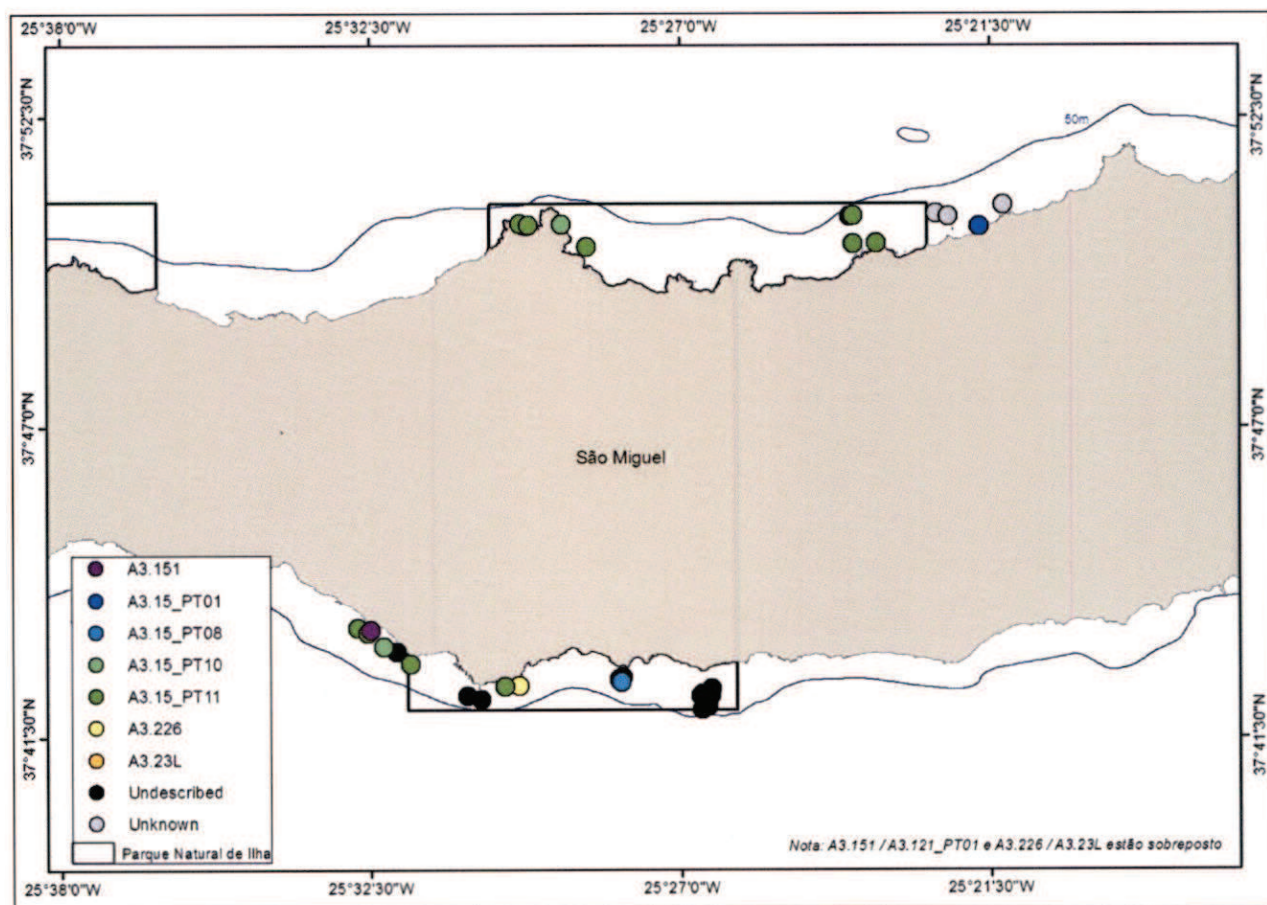 25°38'0"W 25°32'30"W 25°27'0"W 25°21'30"W
37°52'30"N 37°52'30"N
50m
37°47'0"N 37°47'0"N
São Miguel
A3.151
A3.15_PT01
A3.15_PT08
A3.15_PT10
A3.15_PT11
A3.226
A3.23L
Undescribed
Unknown
Parque Natural de Ilha
37°41'30"N 37°41'30"N
Nota: A3.151 / A3.121_PT01 e A3.226 / A3.23L estão sobreposto
25°38'0"W 25°32'30"W 25°27'0"W 25°21'30"W